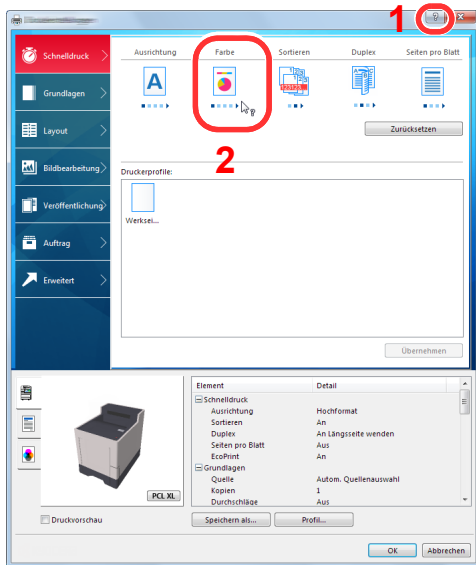 1
?
Schnelldruck
Ausrichtung
Farbe
Sortieren
Duplex
Seiten pro Blatt
A
123123
A
?
Grundlagen
Layout
Zurücksetzen
2
Bildbearbeitung
Druckerprofile:
Veröffentlichung
Werksei...
Auftrag
Erweitert
Übernehmen
Element Detail
Schnelldruck
Ausrichtung Hochformat
Sortieren An
Duplex An Längsseite wenden
Seiten pro Blatt Aus
EcoPrint An
Grundlagen
Quelle Autom. Quellenauswahl
Kopien 1
Durchschläge Aus
PCL XL
Druckvorschau
Speichern als...
Profil...
OK
Abbrechen